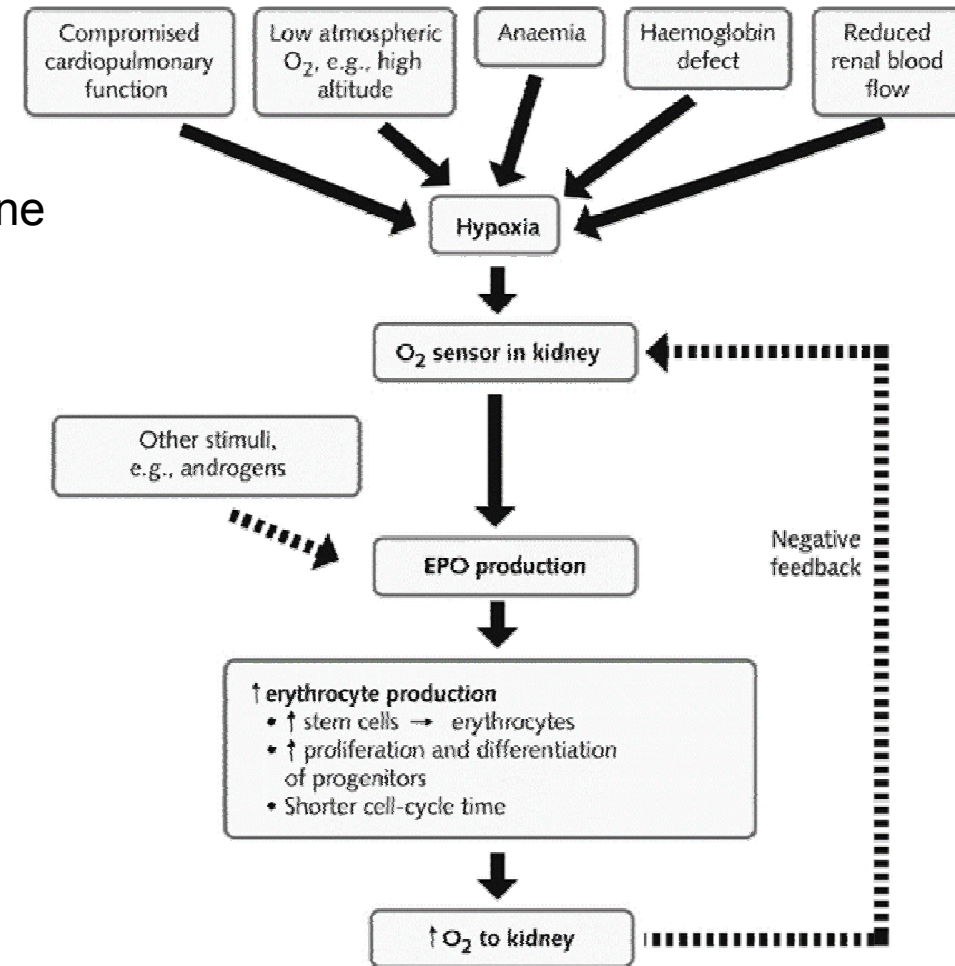 Compromised
cardiopulmonary
function
Low atmospheric
O₂, e.g., high
altitude
Anaemia
Haemoglobin
defect
Reduced
renal blood
flow
ne
Hypoxia
O₂ sensor in kidney
Other stimuli,
e.g., androgens
Negative
feedback
EPO production
↑ erythrocyte production
• ↑ stem cells → erythrocytes
• ↑ proliferation and differentiation
of progenitors
• Shorter cell-cycle time
↑ O₂ to kidney